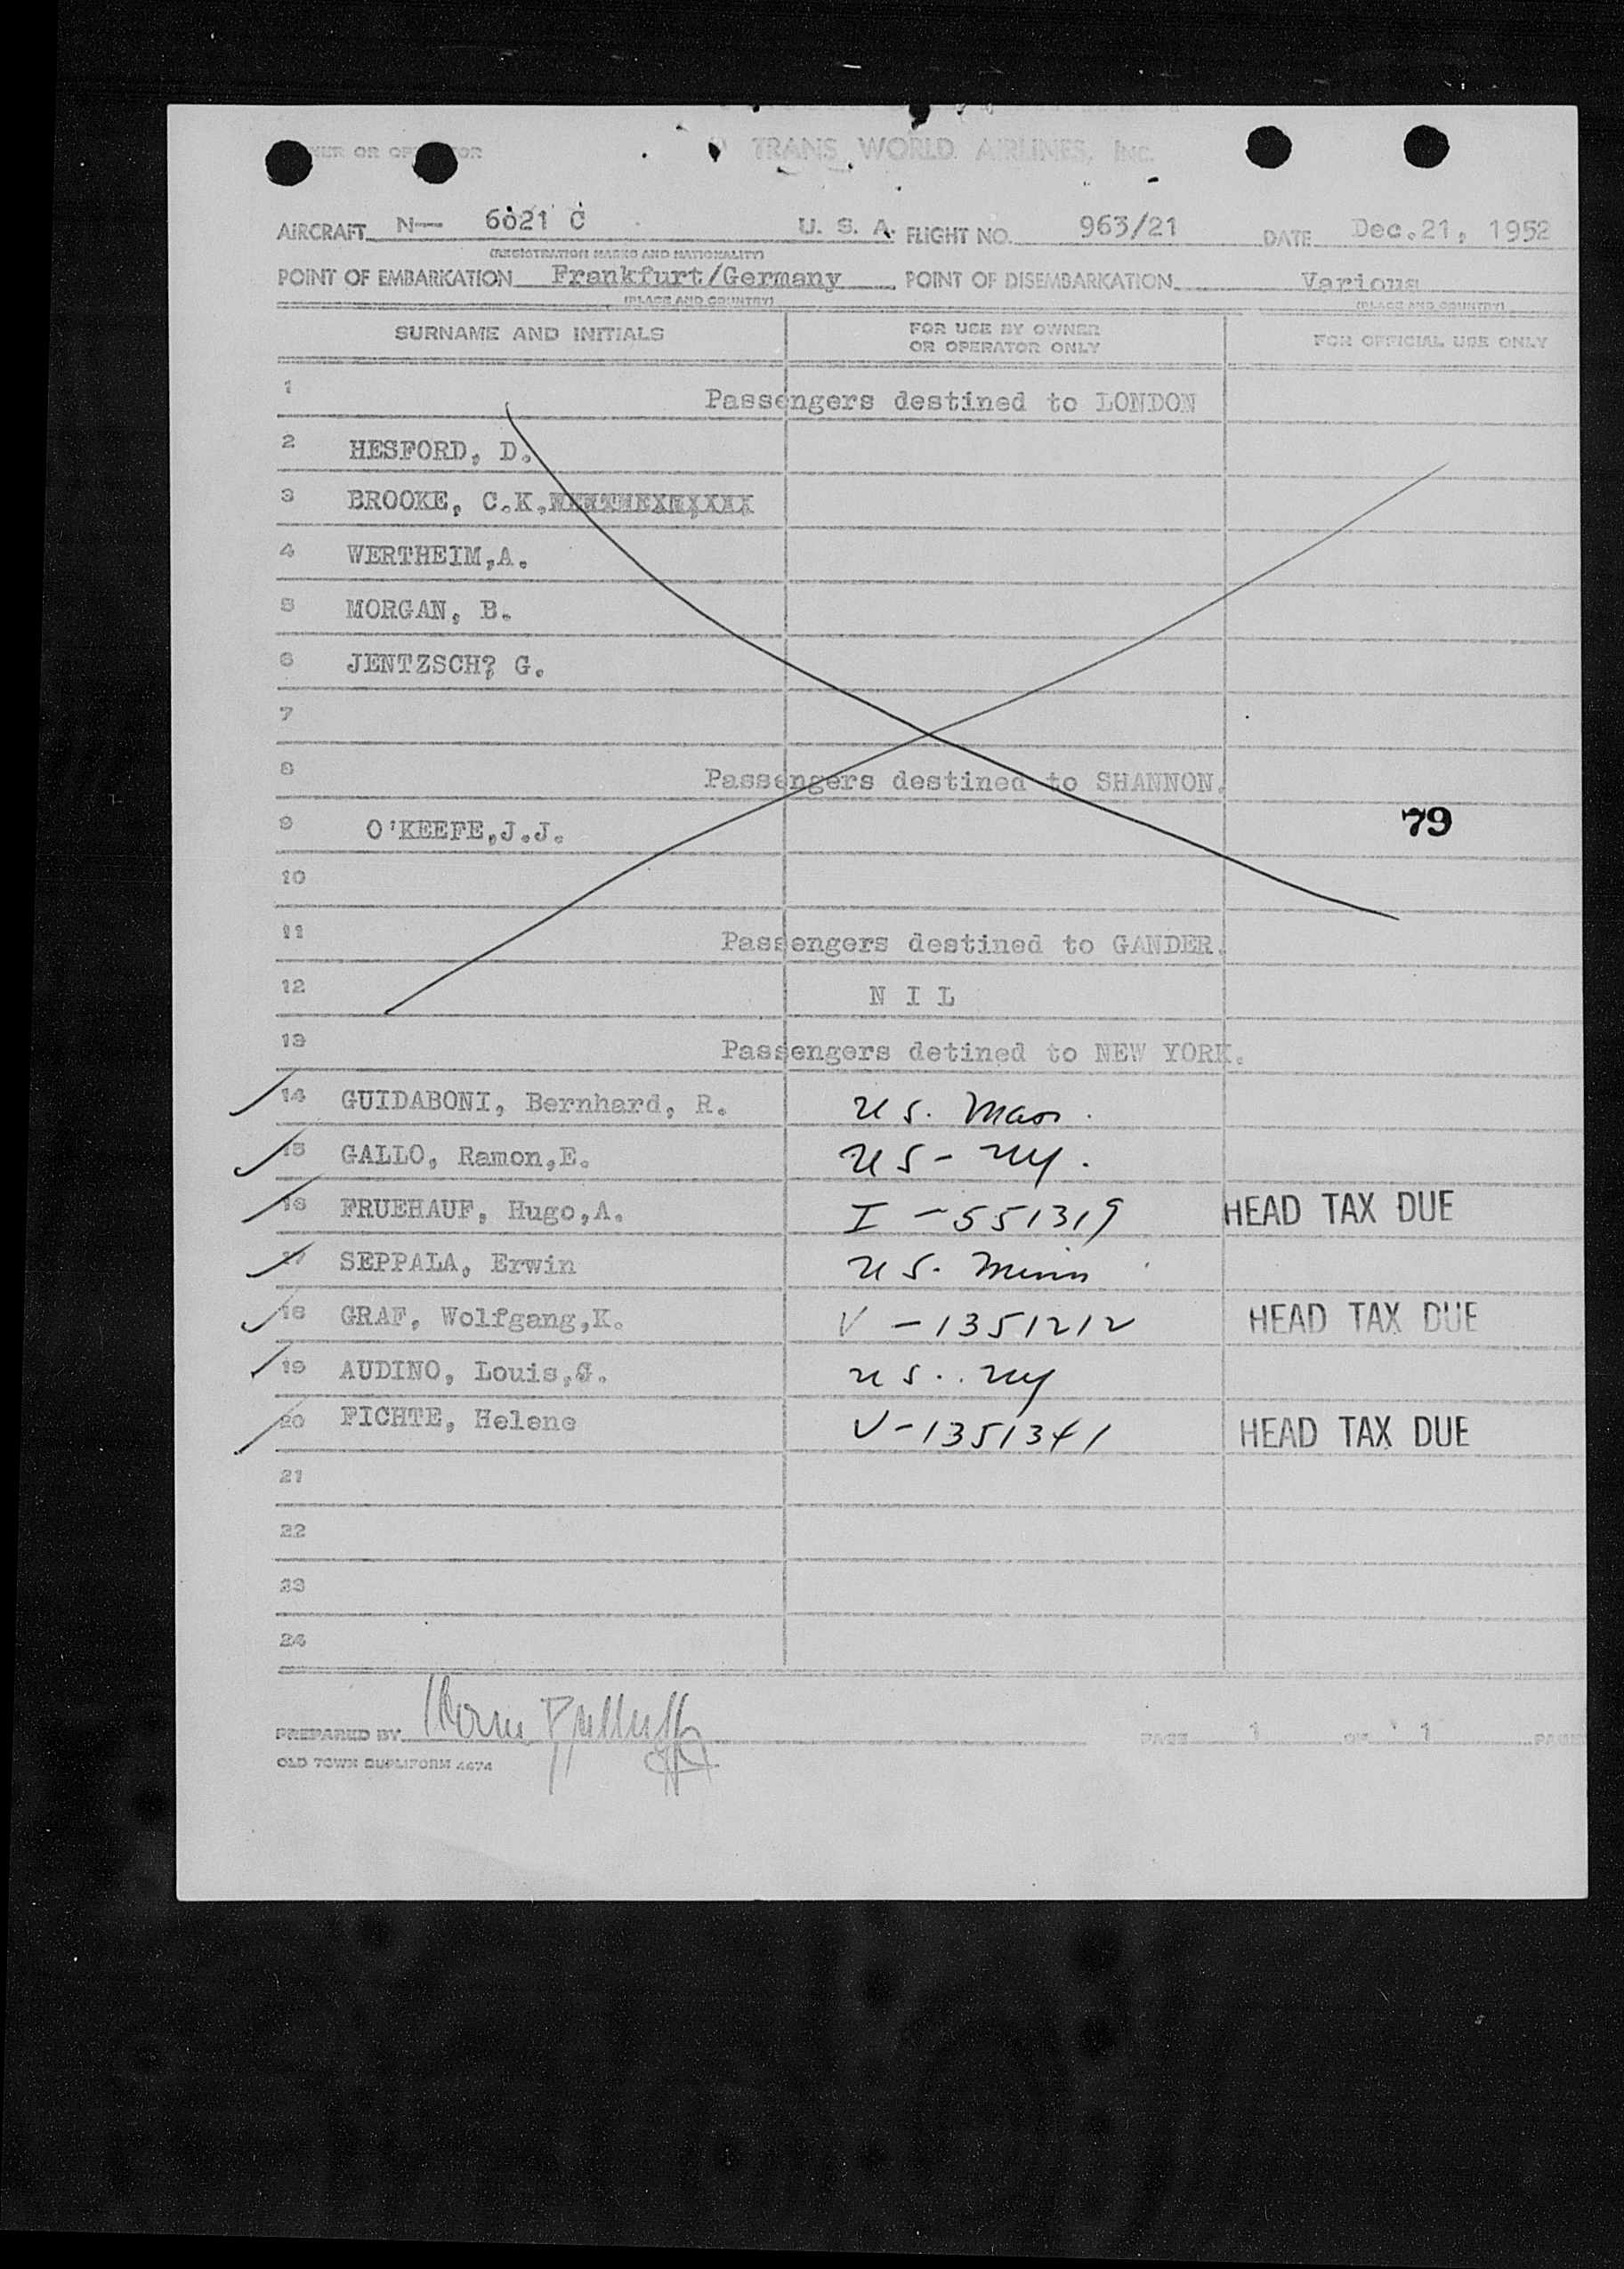 OWNER OR OPERATOR TRANS WORLD AIRLINES, INC.
AIRCRAFT N— 6021 C U. S. A. FLIGHT NO. 963/21 DATE Dec.21, 1952
(REGISTRATION MARKS AND NATIONALITY)
POINT OF EMBARKATION Frankfurt/Germany POINT OF DISEMBARKATION Various
(PLACE AND COUNTRY) (PLACE AND COUNTRY)
SURNAME AND INITIALS FOR USE BY OWNER OR OPERATOR ONLY FOR OFFICIAL USE ONLY
1 Passengers destined to LONDON
2 HESFORD, D.
3 BROOKE, C.K.
4 WERTHEIM,A.
5 MORGAN, B.
6 JENTZSCH? G.
7
8 Passengers destined to SHANNON.
9 O'KEEFE,J.J. 79
10
11 Passengers destined to GANDER.
12 N I L
13 Passengers detined to NEW YORK.
14 GUIDABONI, Bernhard, R. US. Mass.
15 GALLO, Ramon,E. US - NY.
16 FRUEHAUF, Hugo,A. I - 551319 HEAD TAX DUE
17 SEPPALA, Erwin US. Minn
18 GRAF, Wolfgang,K. V - 1351212 HEAD TAX DUE
19 AUDINO, Louis,G. US. . NY
20 FICHTE, Helene V-1351341 HEAD TAX DUE
21
22
23
24
PREPARED BY PAGE 1 OF 1 PAGES
OLD TOWN DUPLIFORM 4674